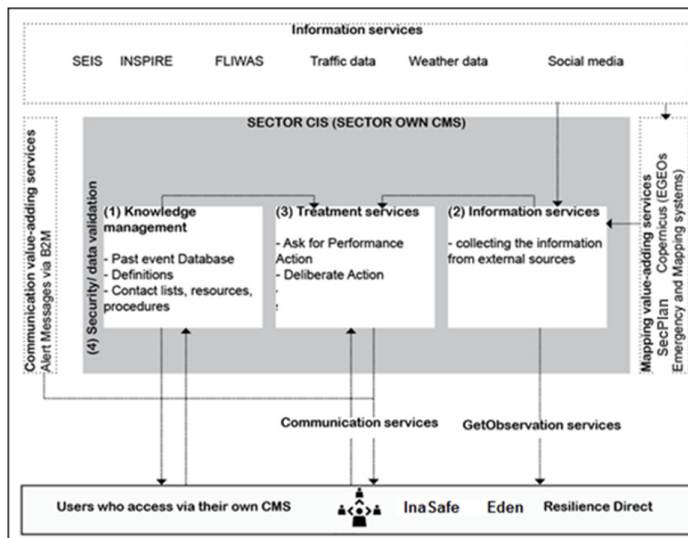 Information services
SEIS INSPIRE FLIWAS Traffic data Weather data Social media
SECTOR CIS (SECTOR OWN CMS)
Communication value-adding services
Alert Messages via B2M
(4) Security/ data validation
(1) Knowledge
management
- Past event Database
- Definitions
- Contact lists, resources,
procedures
(3) Treatment services
- Ask for Performance
Action
- Deliberate Action
-
(2) Information services
- collecting the information
from external sources
Mapping value-adding services
SecPlan Copernicus (EGEOs
Emergency and Mapping systems)
Communication services
GetObservation services
Users who access via their own CMS
InaSafe Eden Resilience Direct